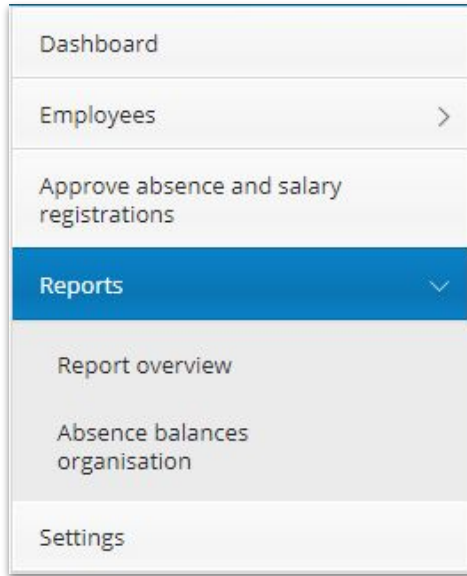 Dashboard
Employees
Approve absence and salary
registrations
Reports
Report overview
Absence balances
organisation
Settings